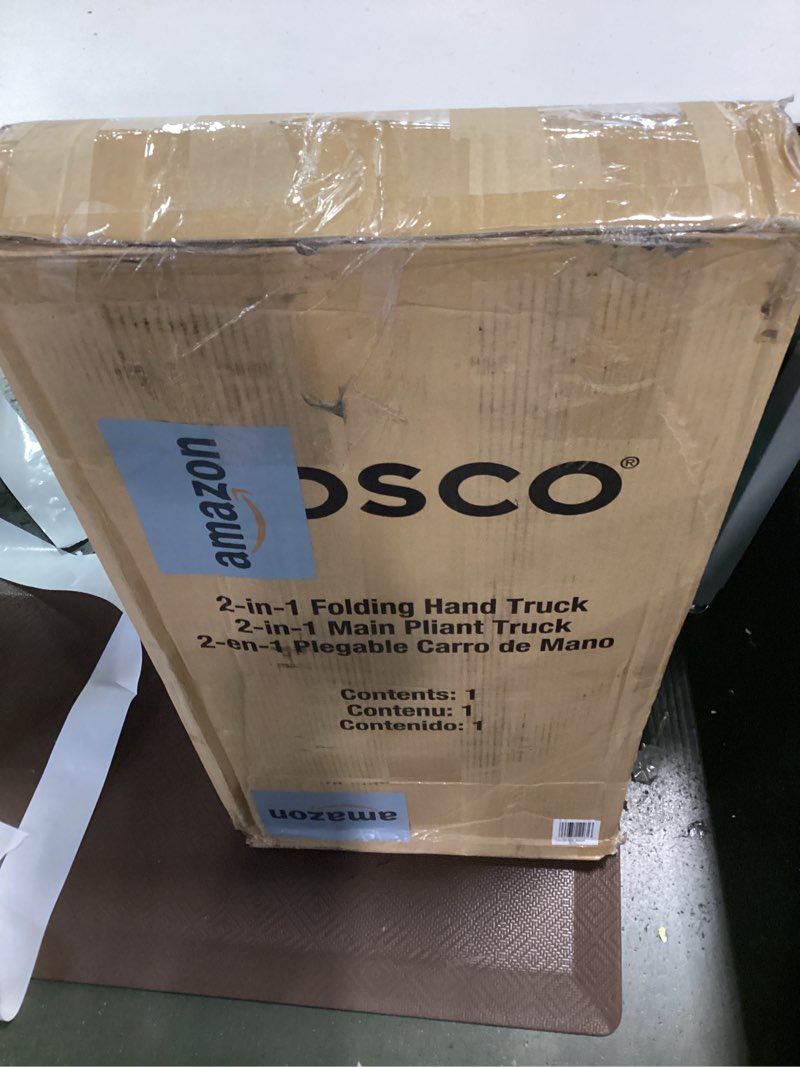 amazon
OSCO®
2-in-1 Folding Hand Truck
2-in-1 Main Pliant Truck
2-en-1 Plegable Carro de Mano
Contents: 1
Contenu: 1
Contenido: 1
amazon